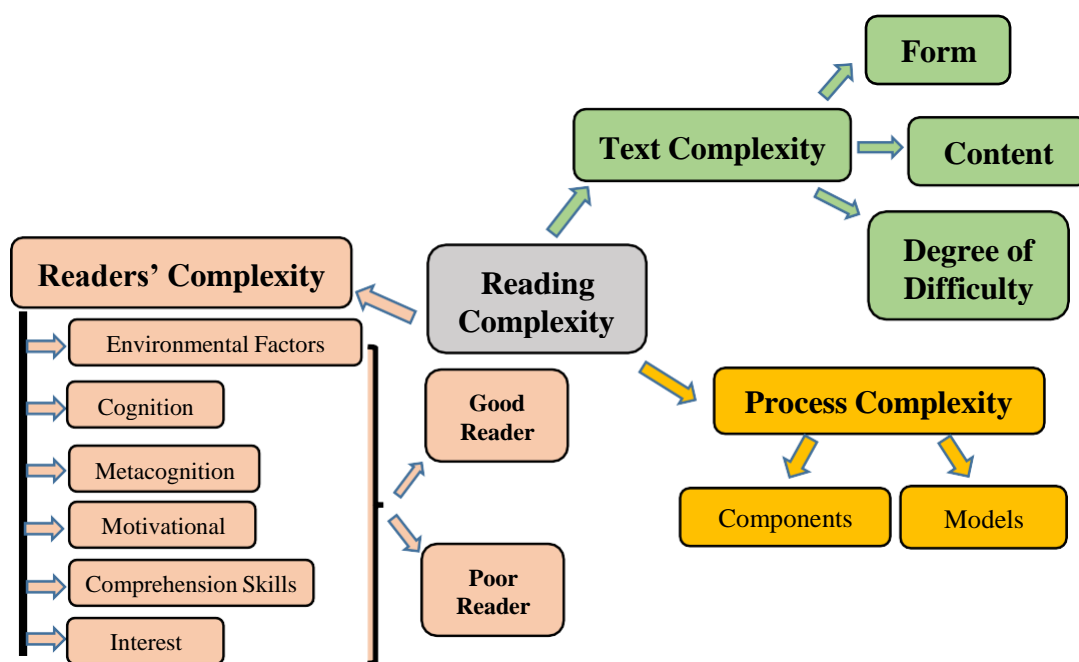 Form
Text Complexity
Content
Degree of
Difficulty
Readers’ Complexity
Reading
Complexity
Environmental Factors
Cognition
Metacognition
Motivational
Comprehension Skills
Interest
Good
Reader
Poor
Reader
Process Complexity
Components
Models